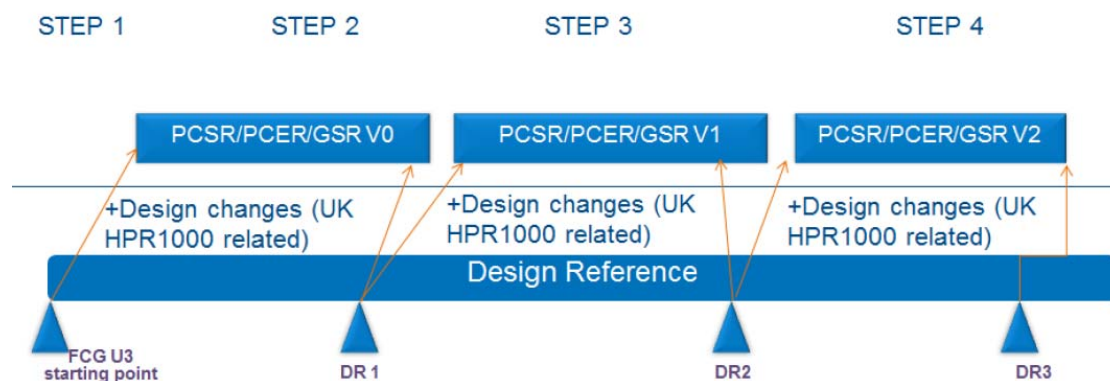 STEP 1
STEP 2
STEP 3
STEP 4
PCSR/PCER/GSR V0
PCSR/PCER/GSR V1
PCSR/PCER/GSR V2
+Design changes (UK
HPR1000 related)
+Design changes (UK
HPR1000 related)
+Design changes (UK
HPR1000 related)
Design Reference
FCG U3
starting point
DR 1
DR2
DR3